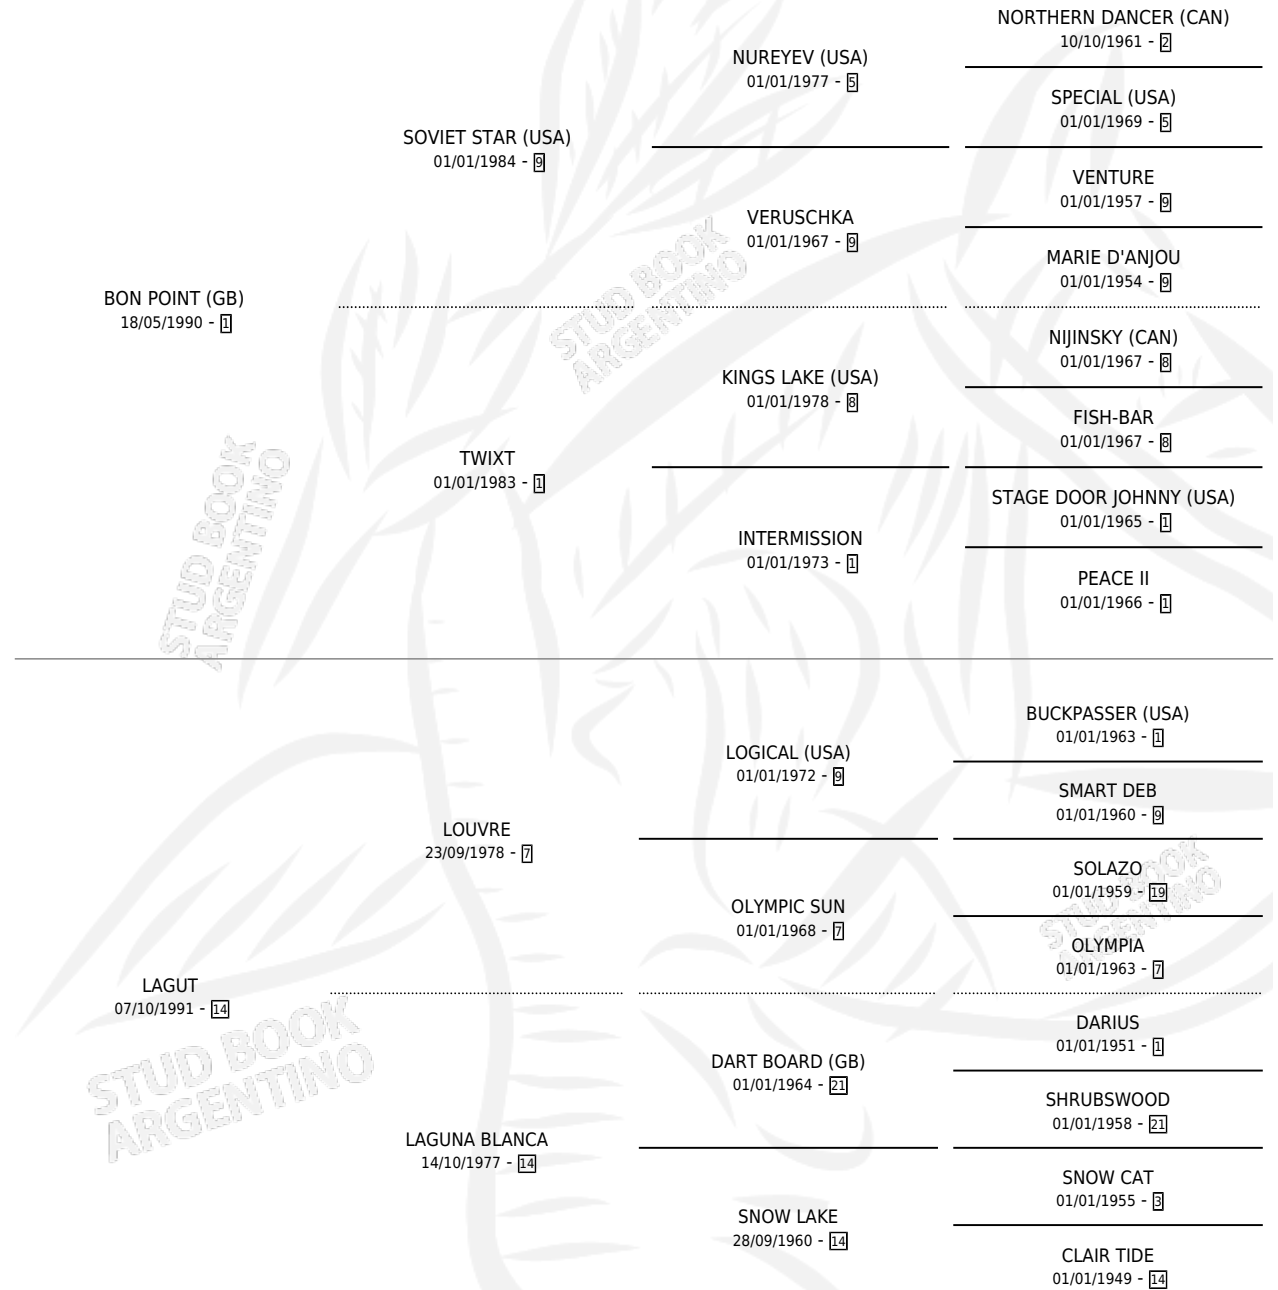 NORTHERN DANCER (CAN)
10/10/1961 - 2
NUREYEV (USA)
01/01/1977 - 5
SPECIAL (USA)
01/01/1969 - 5
SOVIET STAR (USA)
01/01/1984 - 9
VENTURE
01/01/1957 - 9
VERUSCHKA
01/01/1967 - 9
MARIE D'ANJOU
01/01/1954 - 9
BON POINT (GB)
18/05/1990 - 1
NIJINSKY (CAN)
01/01/1967 - 8
KINGS LAKE (USA)
01/01/1978 - 8
FISH-BAR
01/01/1967 - 8
TWIXT
01/01/1983 - 1
STAGE DOOR JOHNNY (USA)
01/01/1965 - 1
INTERMISSION
01/01/1973 - 1
PEACE II
01/01/1966 - 1
BUCKPASSER (USA)
01/01/1963 - 1
LOGICAL (USA)
01/01/1972 - 9
SMART DEB
01/01/1960 - 9
LOUVRE
23/09/1978 - 7
SOLAZO
01/01/1959 - 19
OLYMPIC SUN
01/01/1968 - 7
OLYMPIA
01/01/1963 - 7
LAGUT
07/10/1991 - 14
DARIUS
01/01/1951 - 1
DART BOARD (GB)
01/01/1964 - 21
SHRUBSWOOD
01/01/1958 - 21
LAGUNA BLANCA
14/10/1977 - 14
SNOW CAT
01/01/1955 - 3
SNOW LAKE
28/09/1960 - 14
CLAIR TIDE
01/01/1949 - 14
STUD BOOK
ARGENTINO
STUD BOOK
ARGENTINO
STUD BOOK
ARGENTINO
STUD BOOK
ARGENTINO